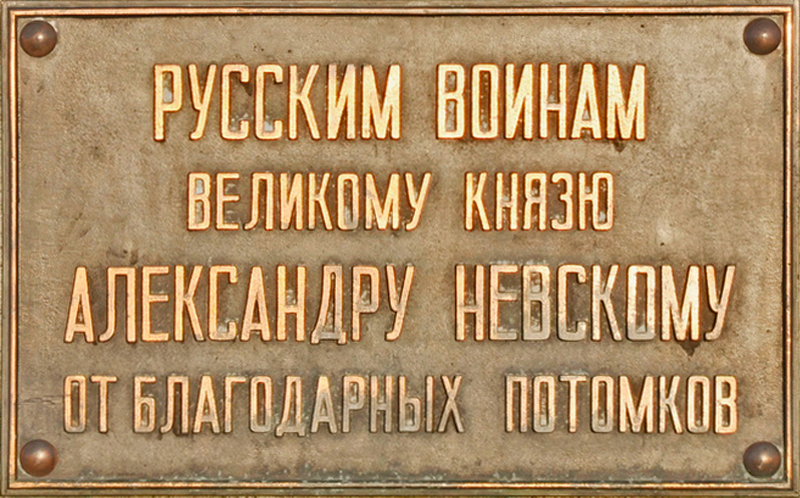 РУССКИМ ВОИНАМ
ВЕЛИКОМУ КНЯЗЮ
АЛЕКСАНДРУ НЕВСКОМУ
ОТ БЛАГОДАРНЫХ ПОТОМКОВ